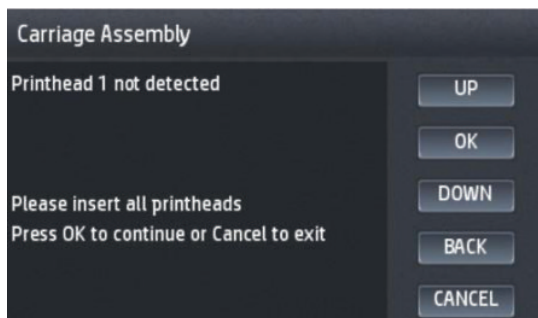 Carriage Assembly
Printhead 1 not detected
Please insert all printheads
Press OK to continue or Cancel to exit
UP
OK
DOWN
BACK
CANCEL